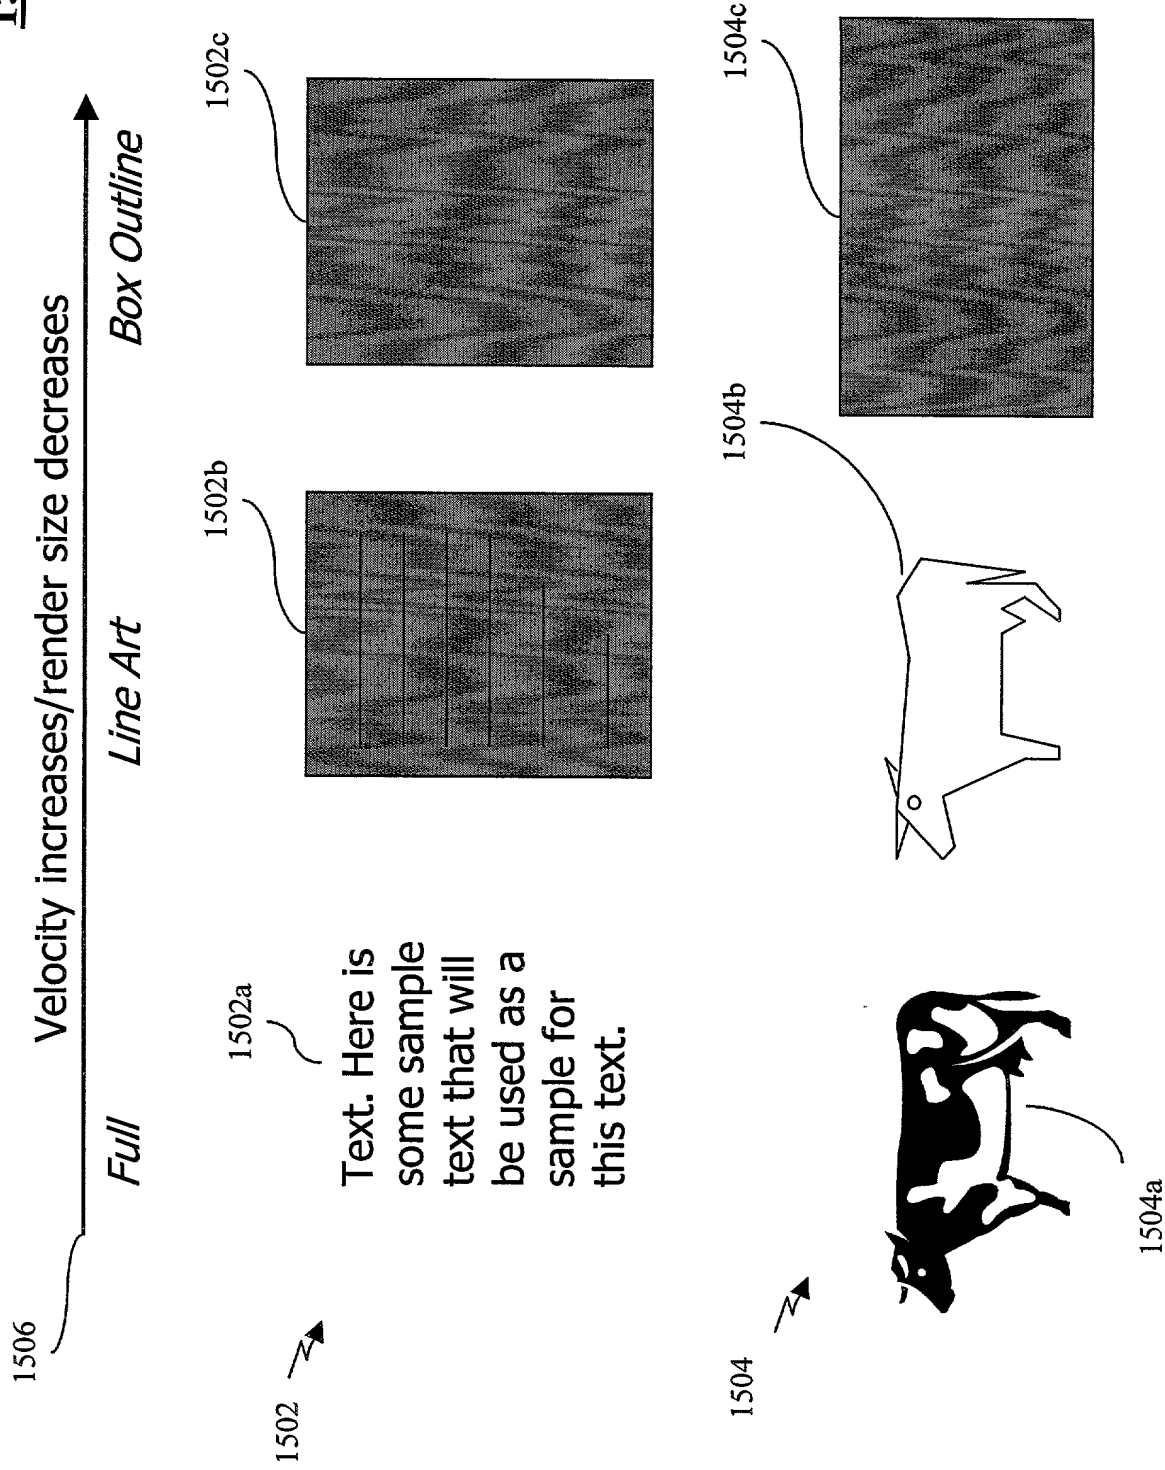 1506
Velocity increases/render size decreases
Full
Line Art
Box Outline
1502
1502a
1502b
1502c
Text. Here is
some sample
text that will
be used as a
sample for
this text.
1504
1504a
1504b
1504c